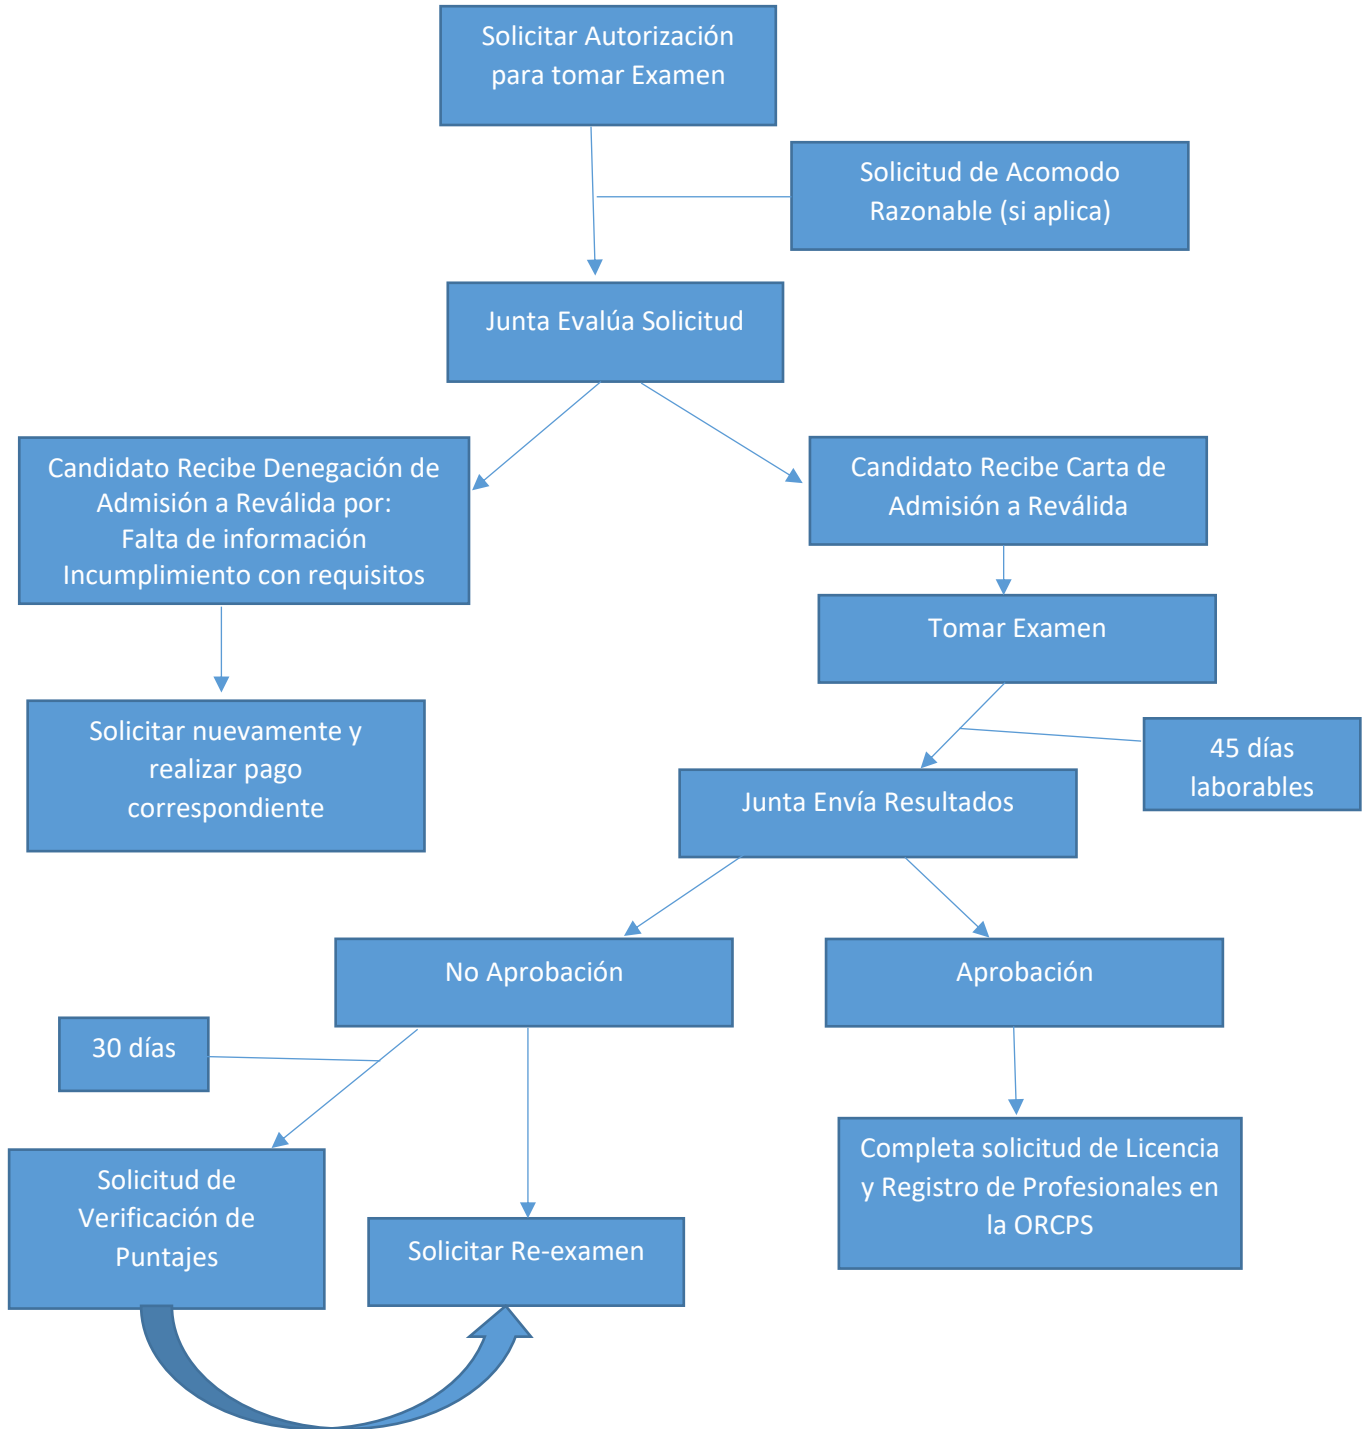 Solicitar Autorización
para tomar Examen
Solicitud de Acomodo
Razonable (si aplica)
Junta Evalúa Solicitud
Candidato Recibe Denegación de
Admisión a Reválida por:
Falta de información
Incumplimiento con requisitos
Candidato Recibe Carta de
Admisión a Reválida
Tomar Examen
Solicitar nuevamente y
realizar pago
correspondiente
45 días
laborables
Junta Envía Resultados
No Aprobación
Aprobación
30 días
Solicitud de
Verificación de
Puntajes
Solicitar Re-examen
Completa solicitud de Licencia
y Registro de Profesionales en
la ORCPS